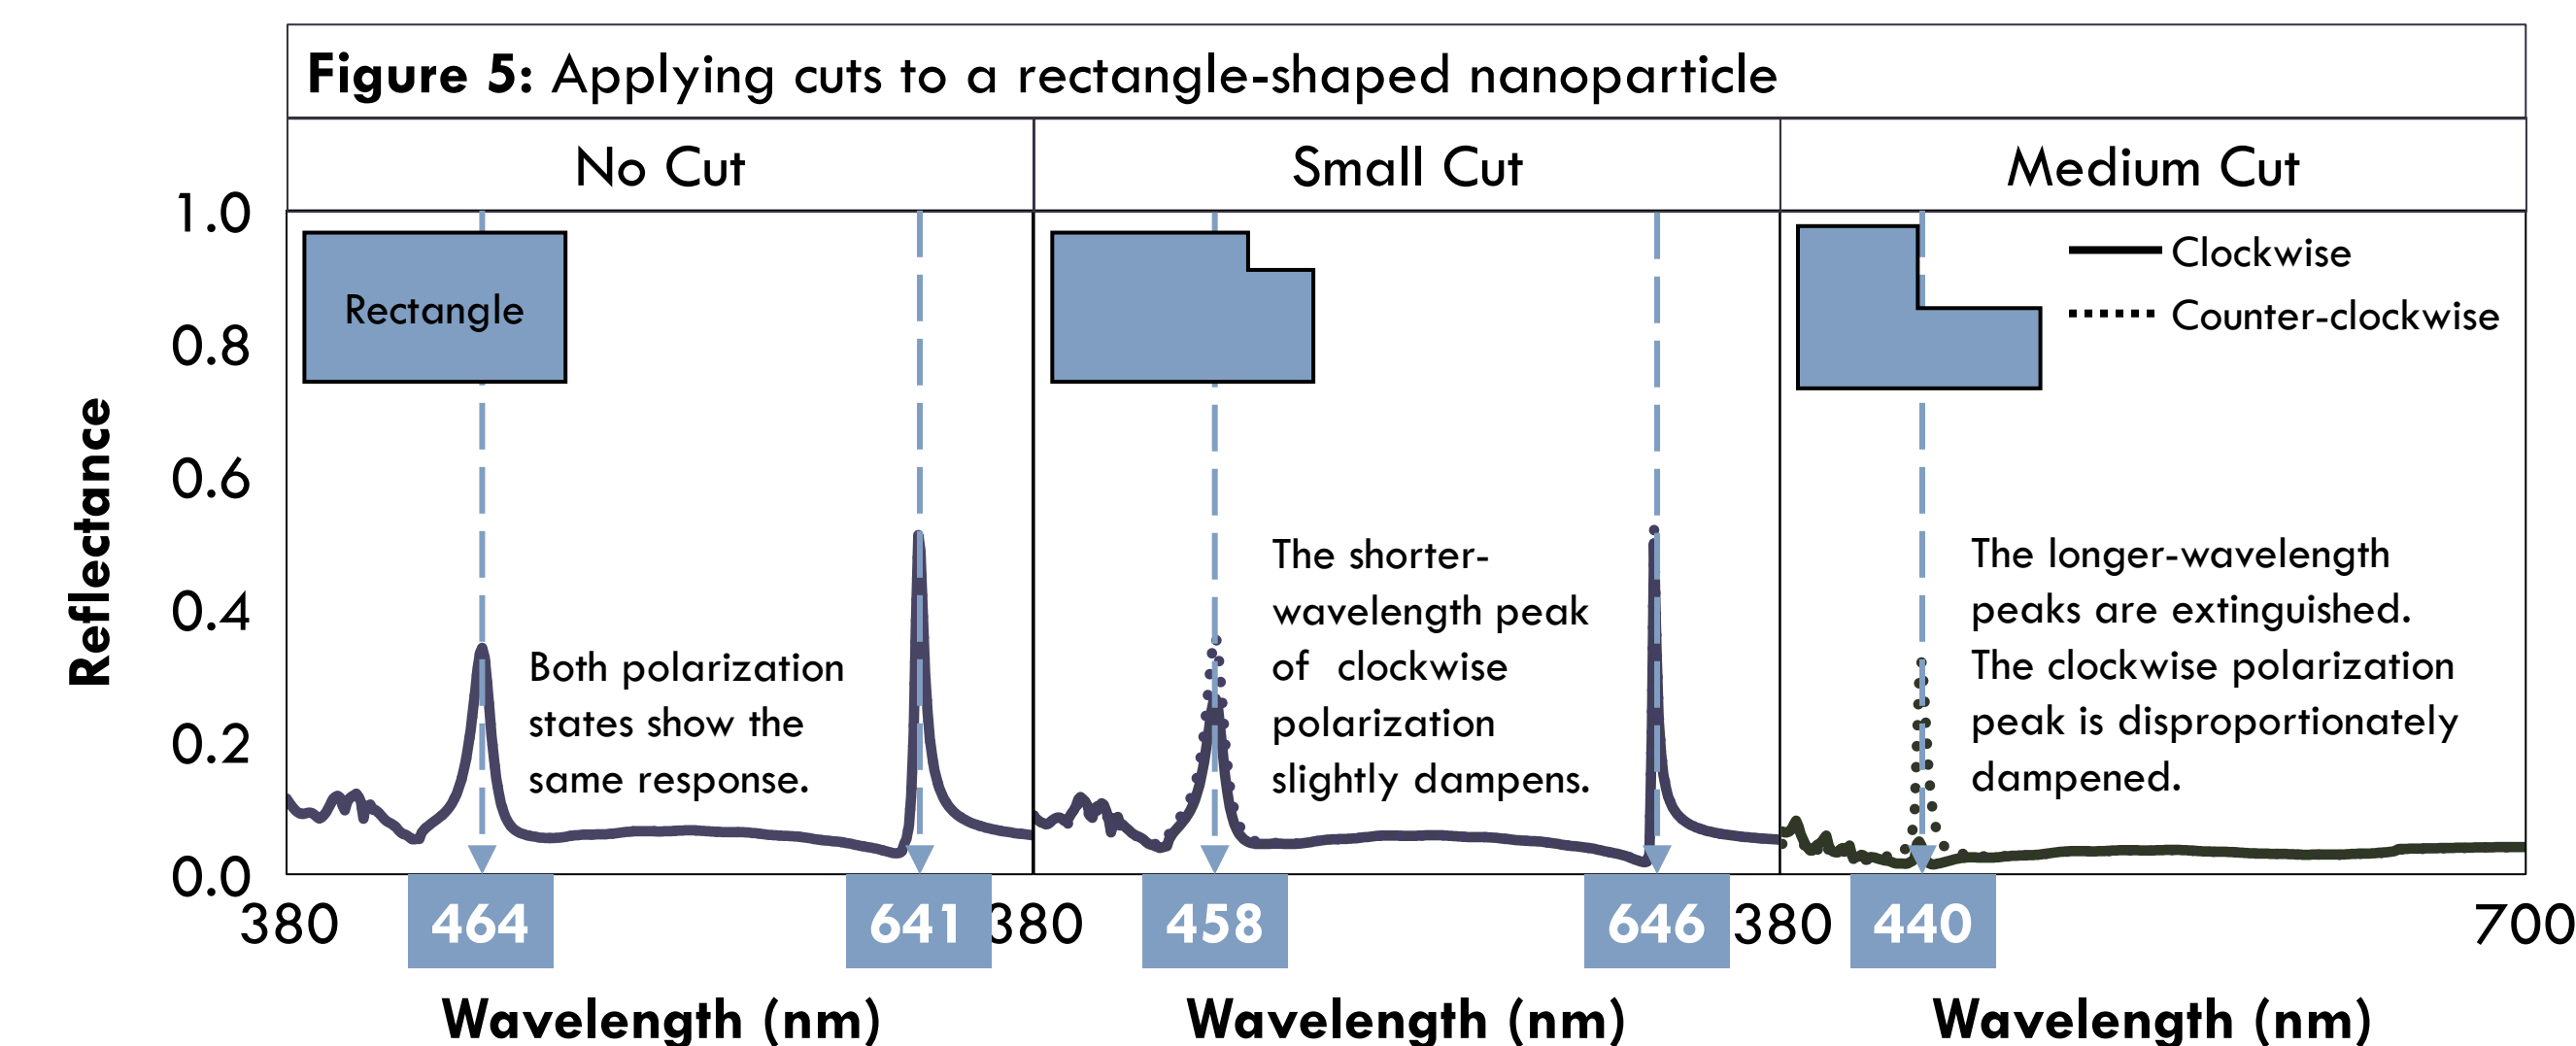 Figure 5: Applying cuts to a rectangle-shaped nanoparticle
No Cut
Small Cut
Medium Cut
Reflectance
1.0
0.8
0.6
0.4
0.2
0.0
Rectangle
Both polarization
states show the
same response.
The shorter-
wavelength peak
of clockwise
polarization
slightly dampens.
Clockwise
Counter-clockwise
The longer-wavelength
peaks are extinguished.
The clockwise polarization
peak is disproportionately
dampened.
380
464
641
380
458
646
380
440
700
Wavelength (nm)
Wavelength (nm)
Wavelength (nm)